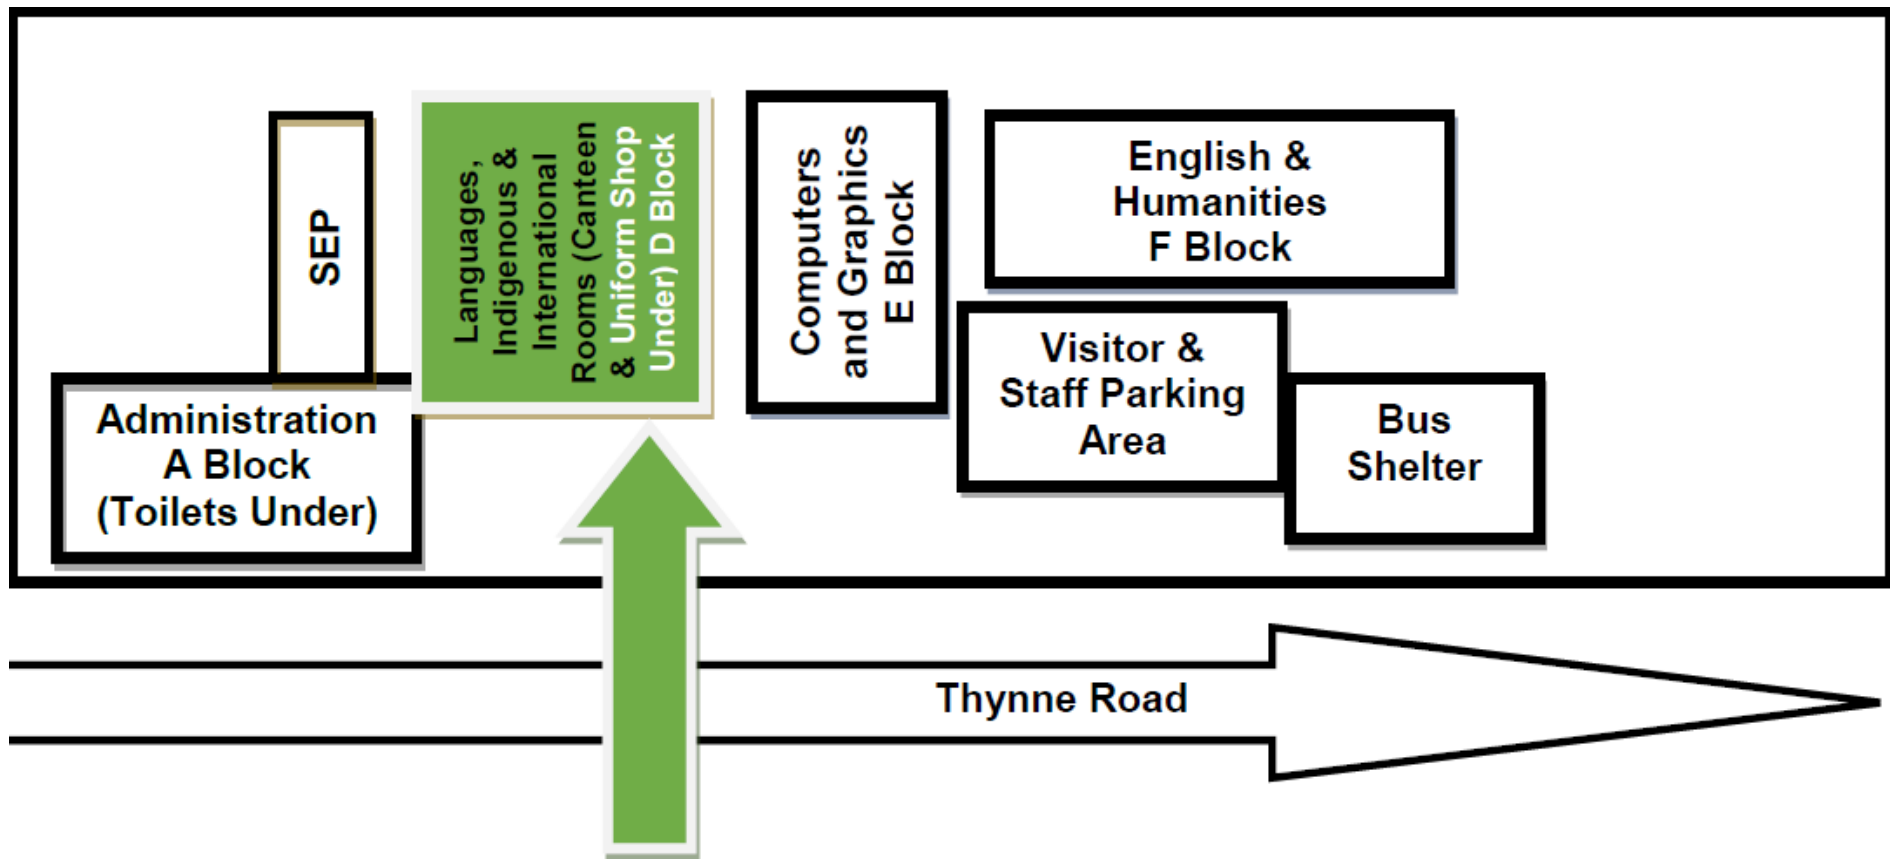 SEP
Languages,
Indigenous &
International
Rooms (Canteen
& Uniform Shop
Under) D Block
Computers
and Graphics
E Block
English &
Humanities
F Block
Administration
A Block
(Toilets Under)
Visitor &
Staff Parking
Area
Bus
Shelter
Thynne Road